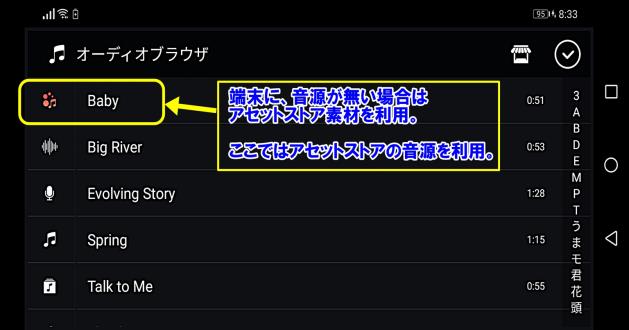 95 8:33
オーディオブラウザ
Baby 0:51
端末に、音源が無い場合は
アセットストア素材を利用。
ここではアセットストアの音源を利用。
Big River 0:53
Evolving Story 1:28
Spring 1:15
Talk to Me 0:55
3
A
B
D
E
M
P
T
う
ま
モ
君
花
頭